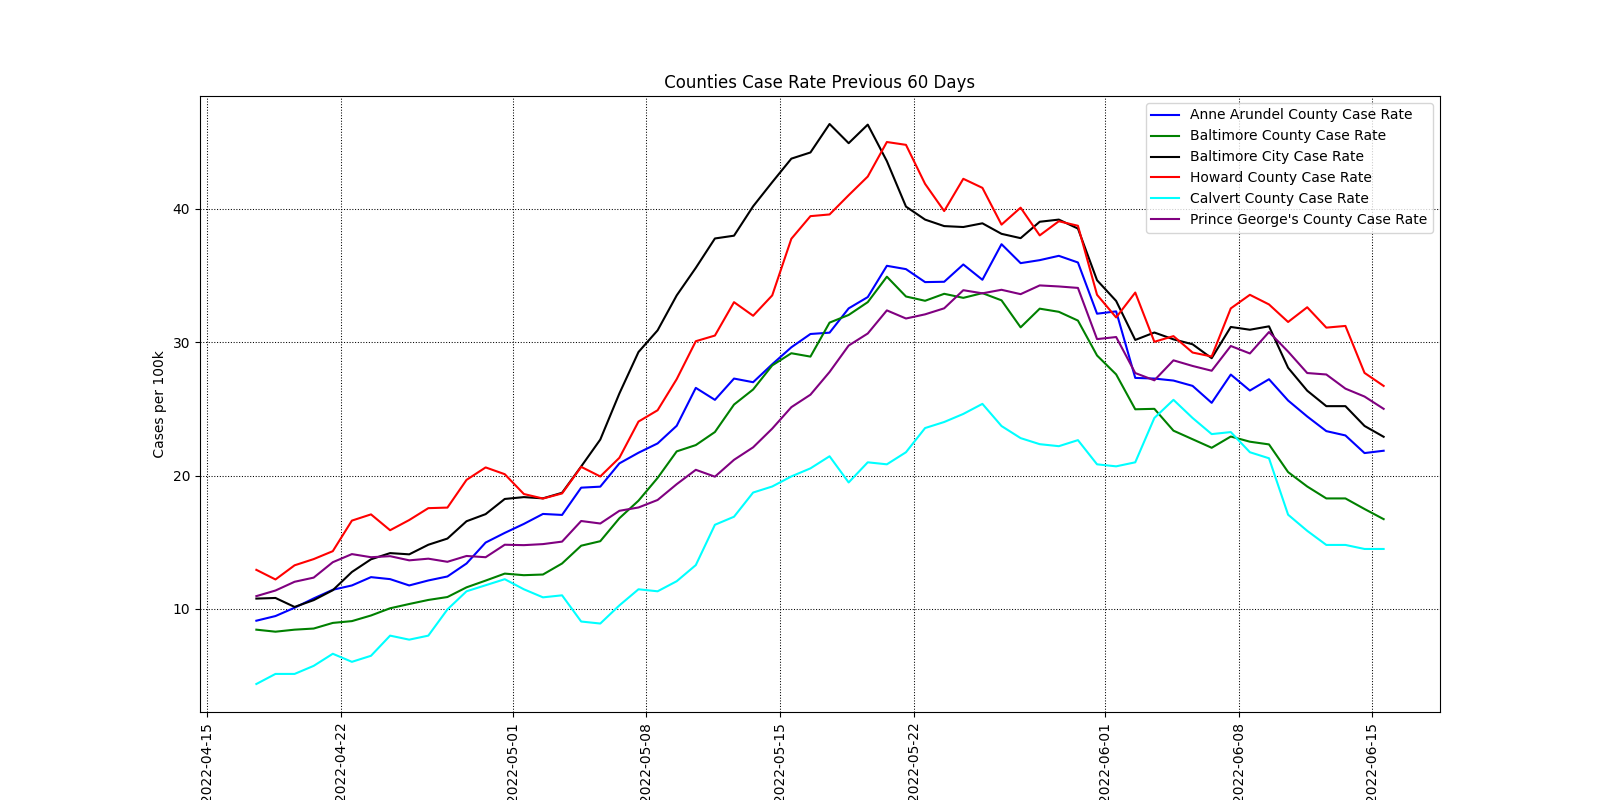 Counties Case Rate Previous 60 Days
Anne Arundel County Case Rate
Baltimore County Case Rate
Baltimore City Case Rate
Howard County Case Rate
Calvert County Case Rate
Prince George's County Case Rate
Cases per 100k
40
30
20
10
2022-04-15
2022-04-22
2022-05-01
2022-05-08
2022-05-15
2022-05-22
2022-06-01
2022-06-08
2022-06-15